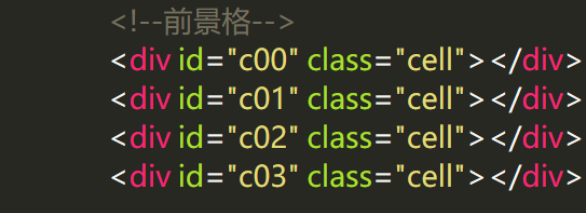 <!--前景格-->
<div id="c00" class="cell"></div>
<div id="c01" class="cell"></div>
<div id="c02" class="cell"></div>
<div id="c03" class="cell"></div>